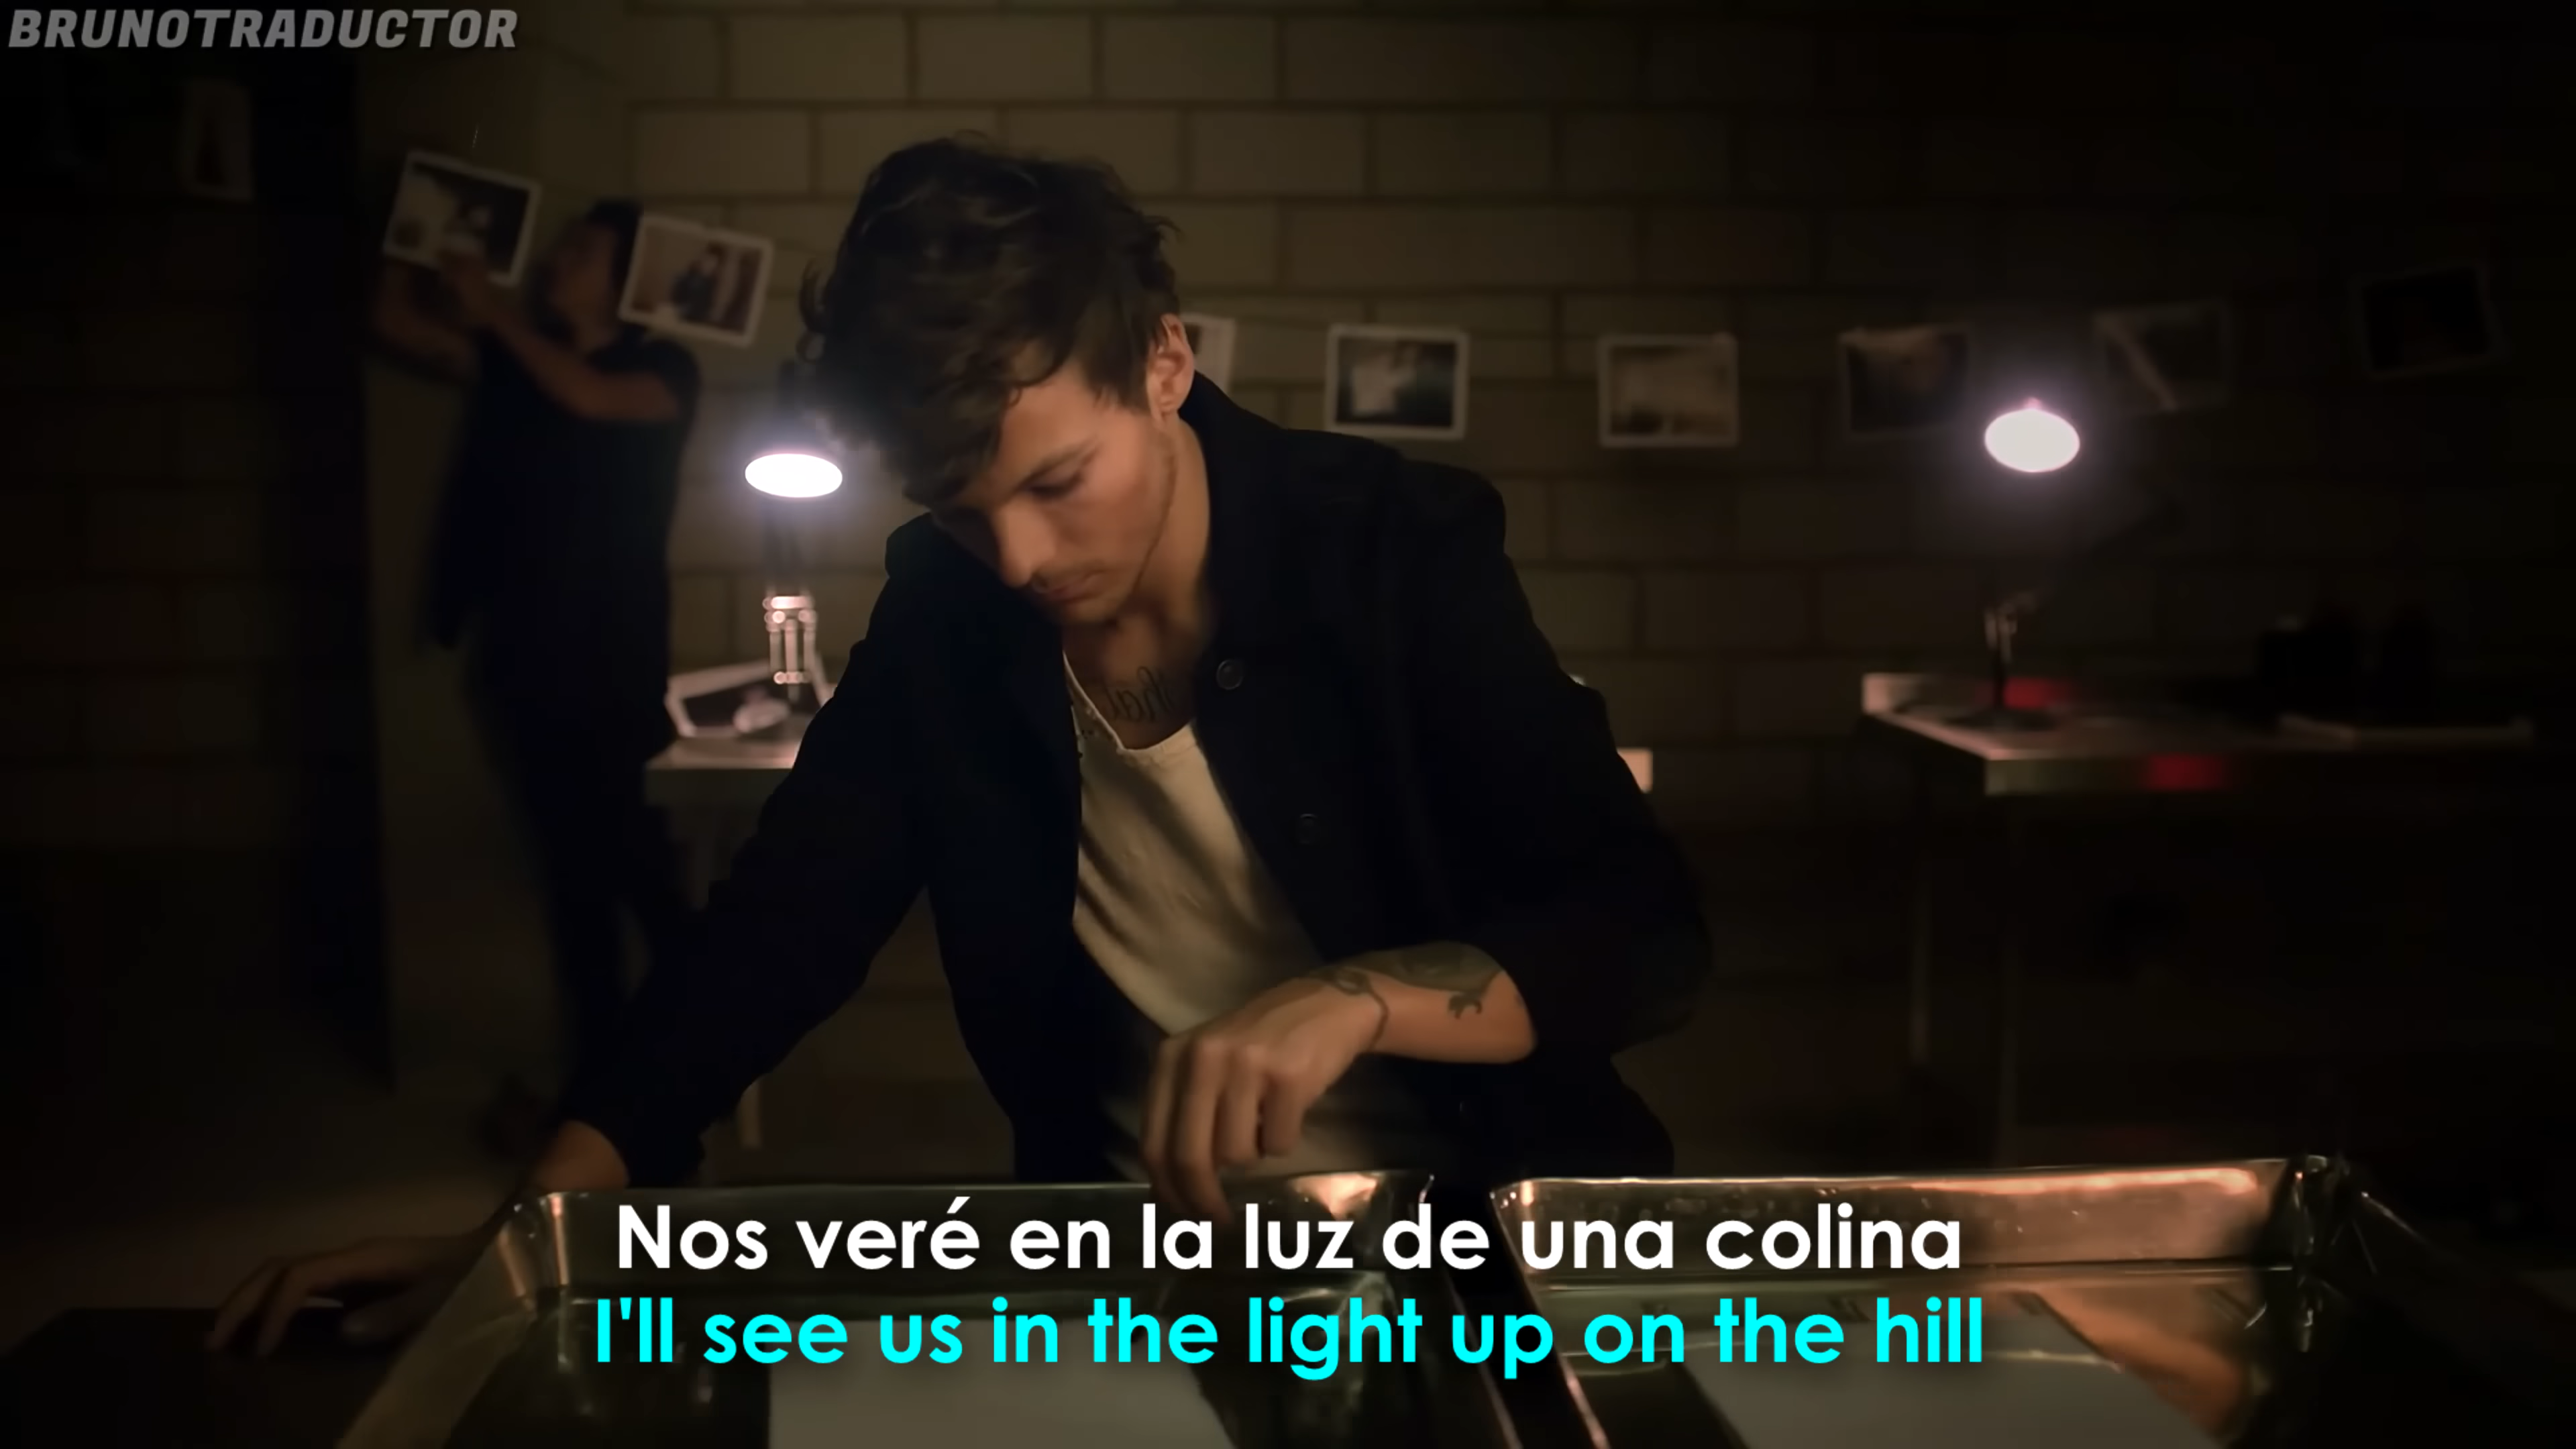 BRUNOTRADUCTOR
Nos veré en la luz de una colina
I'll see us in the light up on the hill